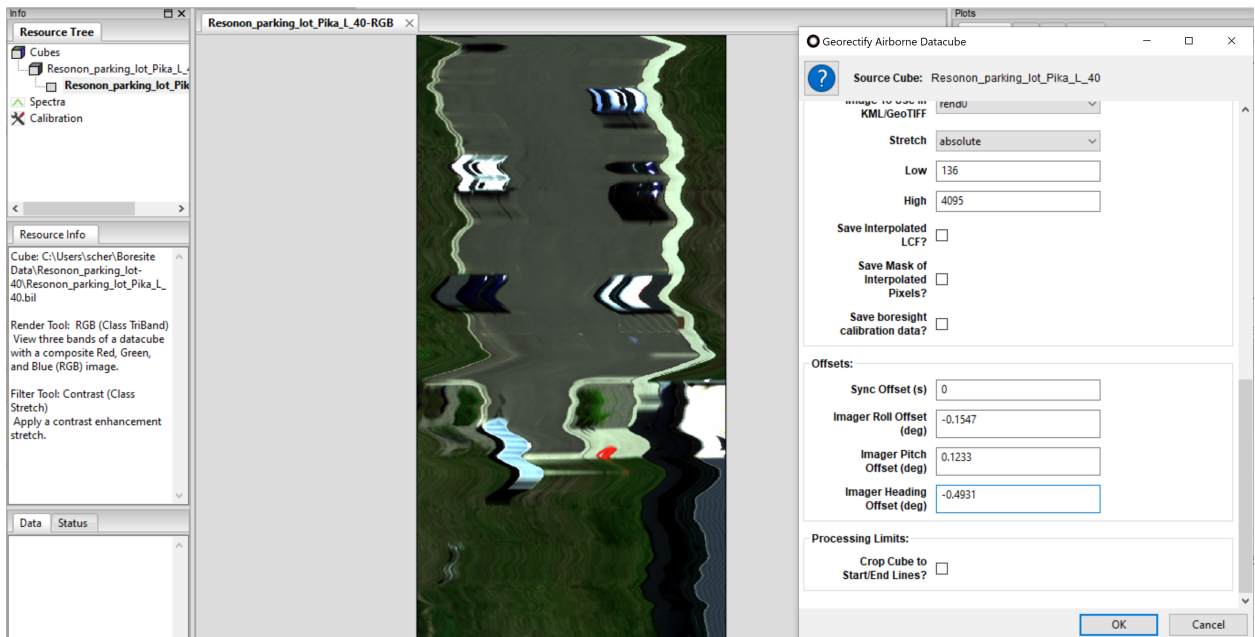 Info
Resource Tree
Cubes
Resonon_parking_lot_Pika_L_
Resonon_parking_lot_Pik
Spectra
Calibration
Resource Info
Cube: C:\Users\scher\Boresite
Data\Resonon_parking_lot-
40\Resonon_parking_lot_Pika_L_
40.bil
Render Tool: RGB (Class TriBand)
View three bands of a datacube
with a composite Red, Green,
and Blue (RGB) image.
Filter Tool: Contrast (Class
Stretch)
Apply a contrast enhancement
stretch.
Data Status
Resonon_parking_lot_Pika_L_40-RGB
Plots
Georectify Airborne Datacube
Source Cube: Resonon_parking_lot_Pika_L_40
Image To Use in
KML/GeoTIFF
rend0
Stretch absolute
Low 136
High 4095
Save Interpolated
LCF?
Save Mask of
Interpolated
Pixels?
Save boresight
calibration data?
Offsets:
Sync Offset (s) 0
Imager Roll Offset
(deg)
-0.1547
Imager Pitch
Offset (deg)
0.1233
Imager Heading
Offset (deg)
-0.4931
Processing Limits:
Crop Cube to
Start/End Lines?
OK Cancel